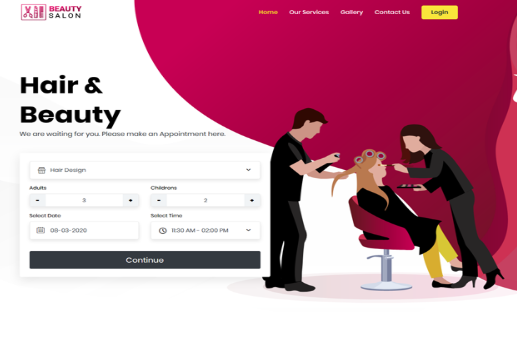 BEAUTY
SALON
Home Our Services Gallery Contact Us Login
Hair &
Beauty
We are waiting for you. Please make an Appointment here.
Hair Design
Adults Childrons
- 3 + - 2 +
Select Date Select Time
08-03-2020 11:30 AM - 02:00 PM
Continue